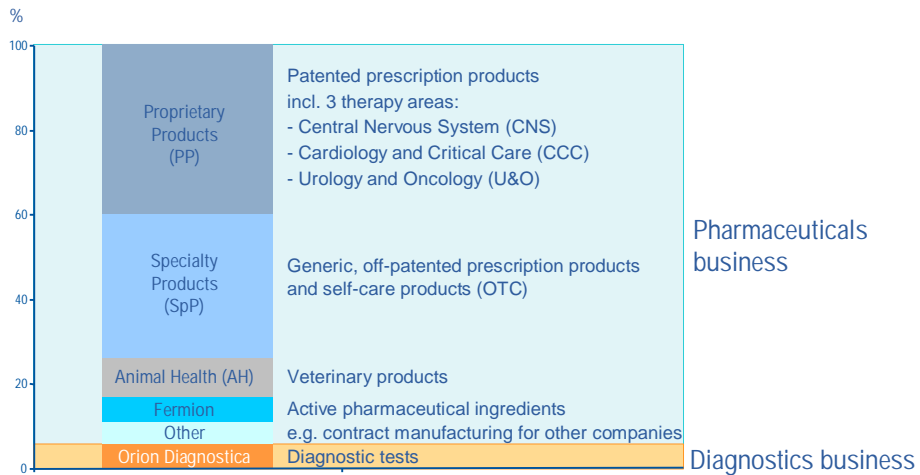 %
100
80
60
40
20
0
Proprietary
Products
(PP)
Patented prescription products
incl. 3 therapy areas:
- Central Nervous System (CNS)
- Cardiology and Critical Care (CCC)
- Urology and Oncology (U&O)
Specialty
Products
(SpP)
Generic, off-patented prescription products
and self-care products (OTC)
Animal Health (AH)
Veterinary products
Fermion
Active pharmaceutical ingredients
Other
e.g. contract manufacturing for other companies
Orion Diagnostica
Diagnostic tests
Pharmaceuticals
business
Diagnostics business